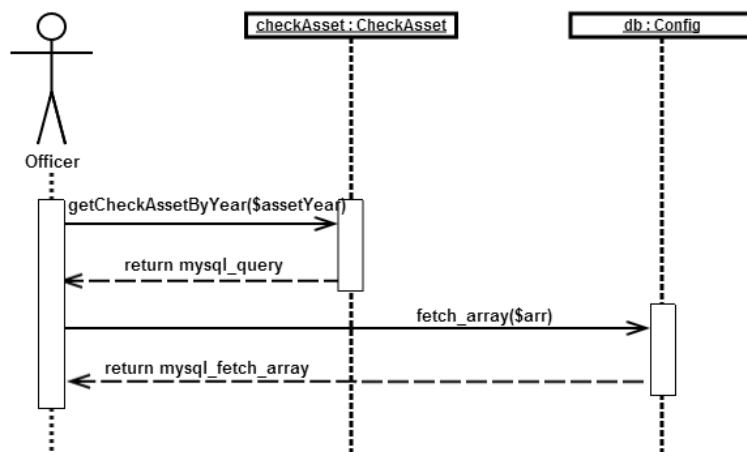 checkAsset : CheckAsset
db : Config
Officer
getCheckAssetByYear($assetYear)
return mysql_query
fetch_array($arr)
return mysql_fetch_array